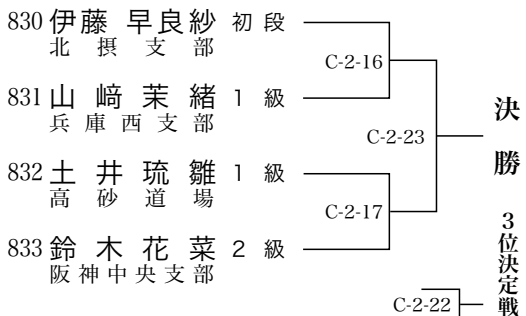 830 伊藤 早良紗 初段
北摂支部
C-2-16
831 山﨑茉緒 1級
兵庫西支部
C-2-23
決勝
832 土井琉雛 1級
高砂道場
C-2-17
833 鈴木花菜 2級
阪神中央支部
3位決定戦
C-2-22